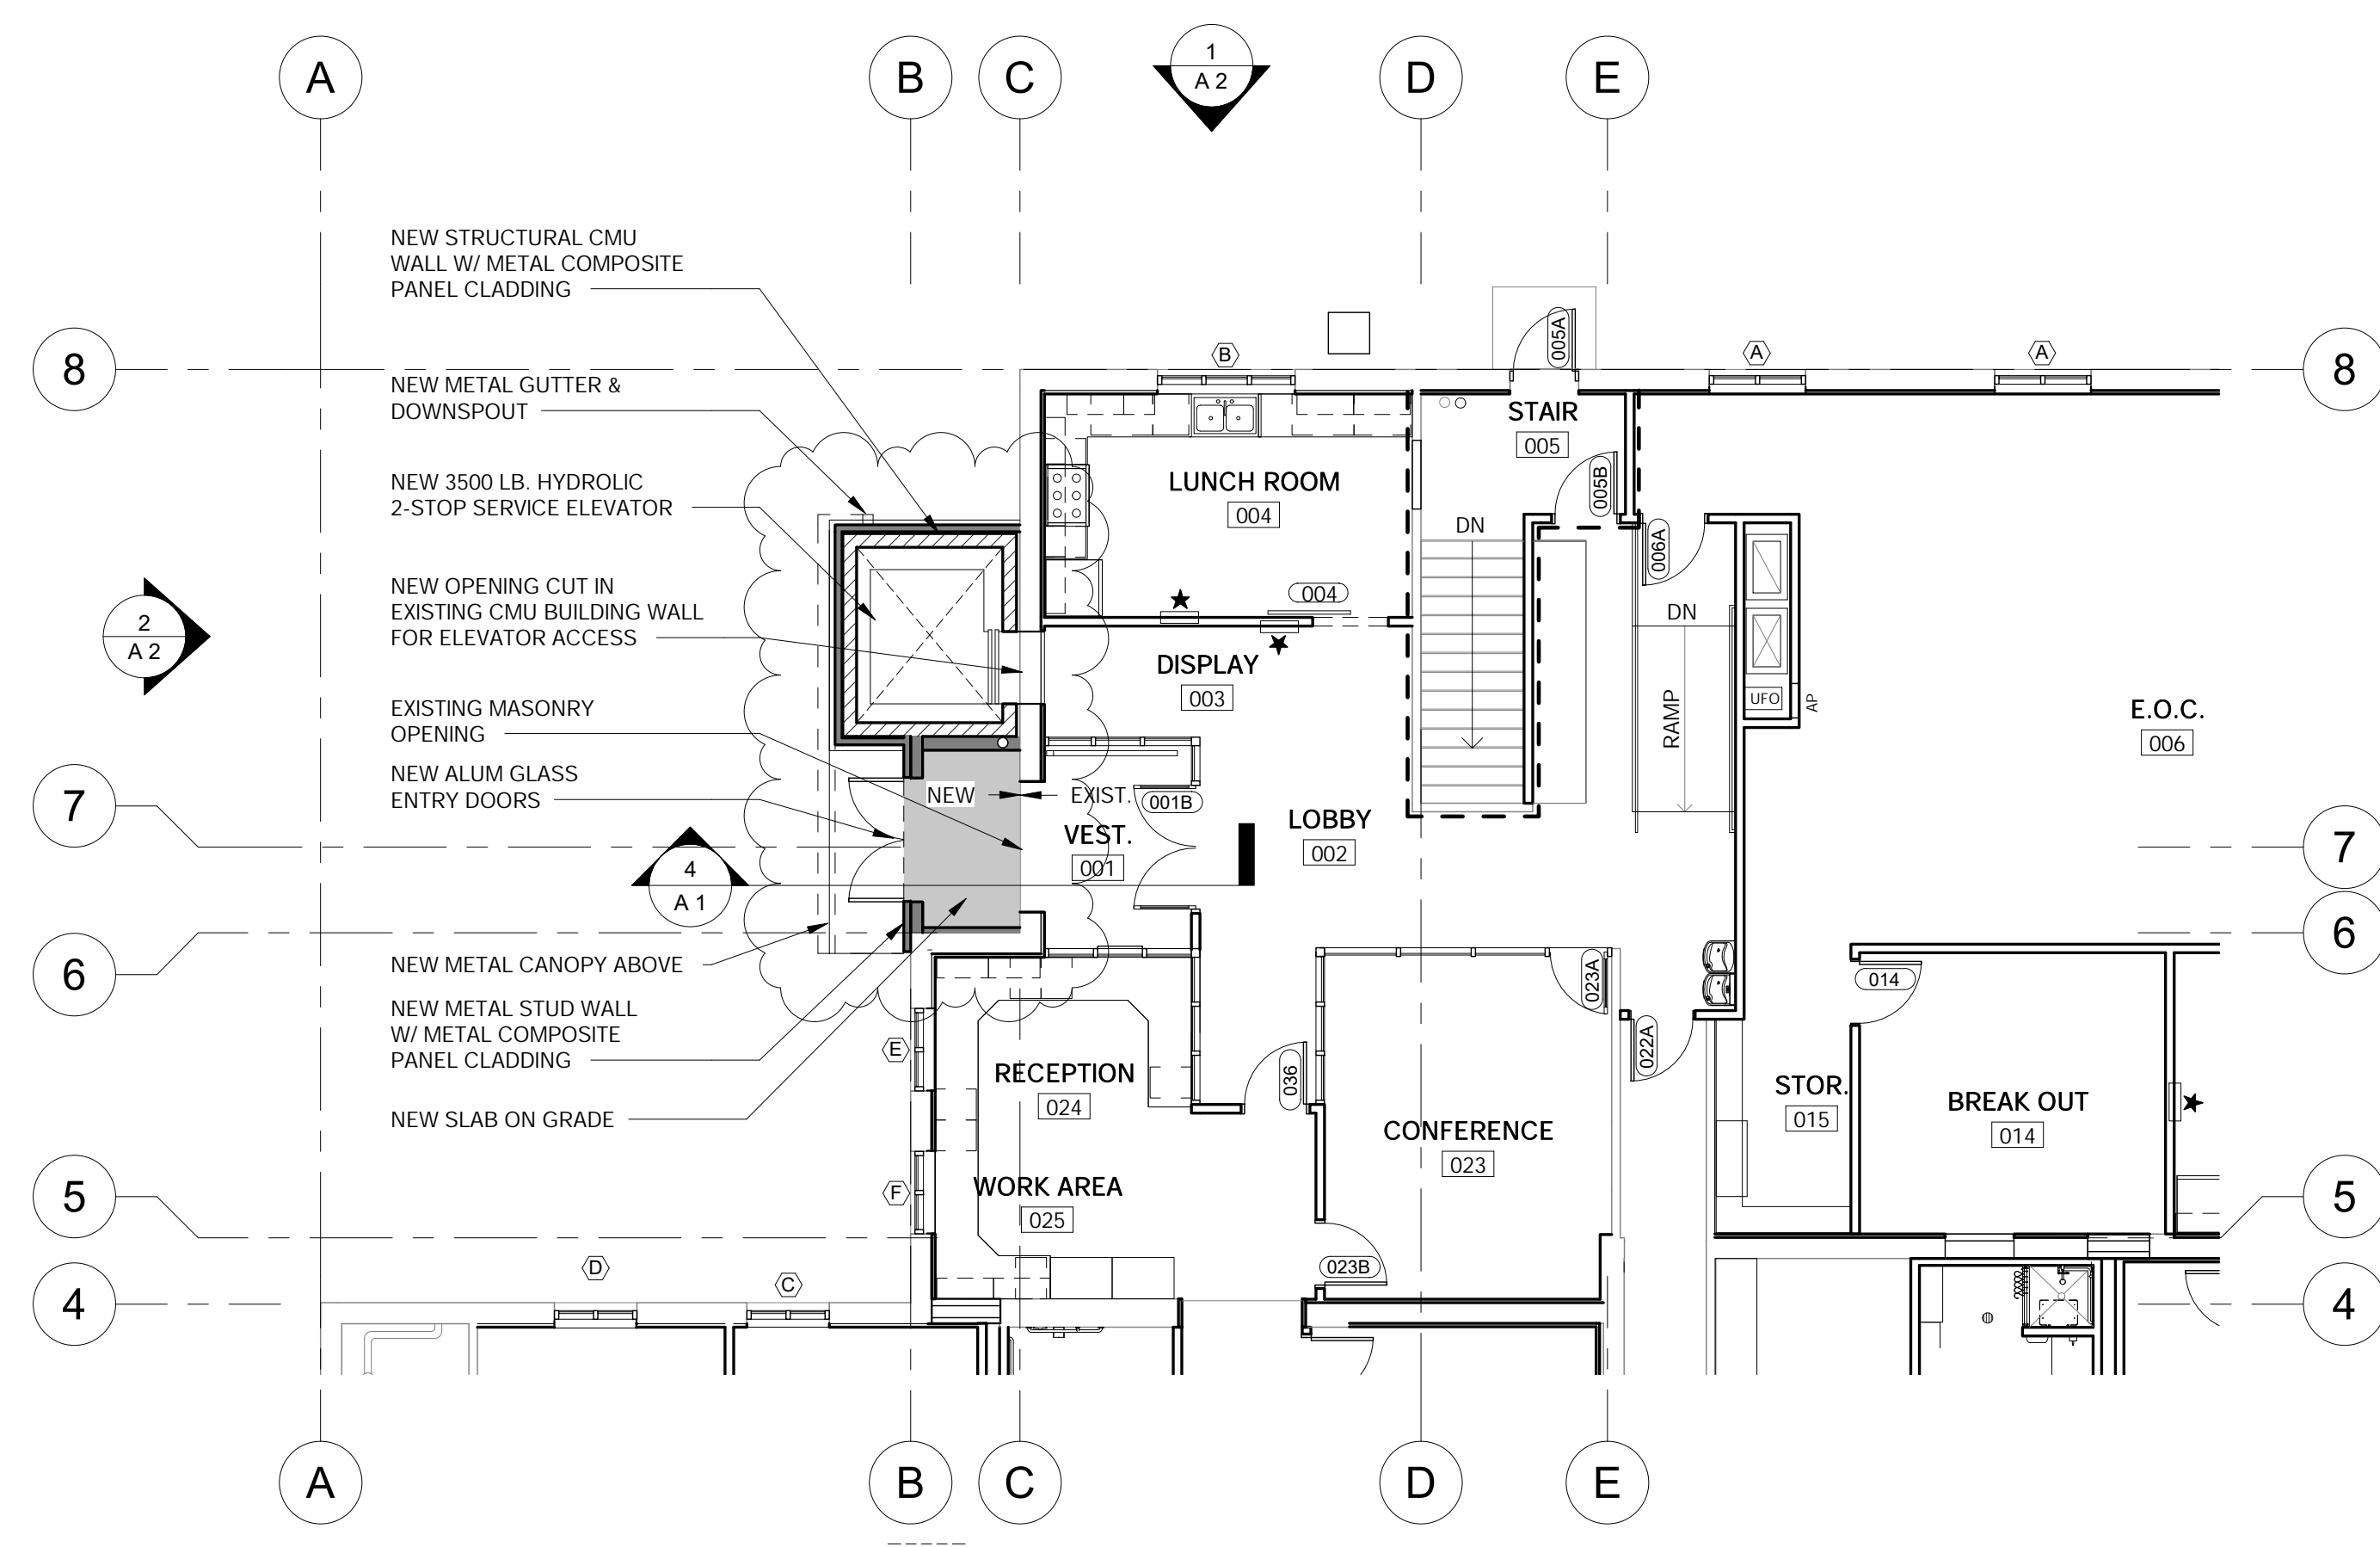 A
B
C
D
E
1
A 2
NEW STRUCTURAL CMU
WALL W/ METAL COMPOSITE
PANEL CLADDING
8
8
NEW METAL GUTTER &
DOWNSPOUT
NEW 3500 LB. HYDROLIC
2-STOP SERVICE ELEVATOR
NEW OPENING CUT IN
EXISTING CMU BUILDING WALL
FOR ELEVATOR ACCESS
EXISTING MASONRY
OPENING
NEW ALUM GLASS
ENTRY DOORS
NEW METAL CANOPY ABOVE
NEW METAL STUD WALL
W/ METAL COMPOSITE
PANEL CLADDING
NEW SLAB ON GRADE
2
A 2
4
A 1
B
A
A
005A
STAIR
005
005B
LUNCH ROOM
004
004
DN
006A
DN
RAMP
UFO
AP
DISPLAY
003
E.O.C.
006
NEW
EXIST.
001B
VEST.
001
LOBBY
002
7
7
6
6
023A
014
022A
036
E
RECEPTION
024
STOR.
015
BREAK OUT
014
CONFERENCE
023
F
WORK AREA
025
5
5
023B
D
C
4
4
A
B
C
D
E